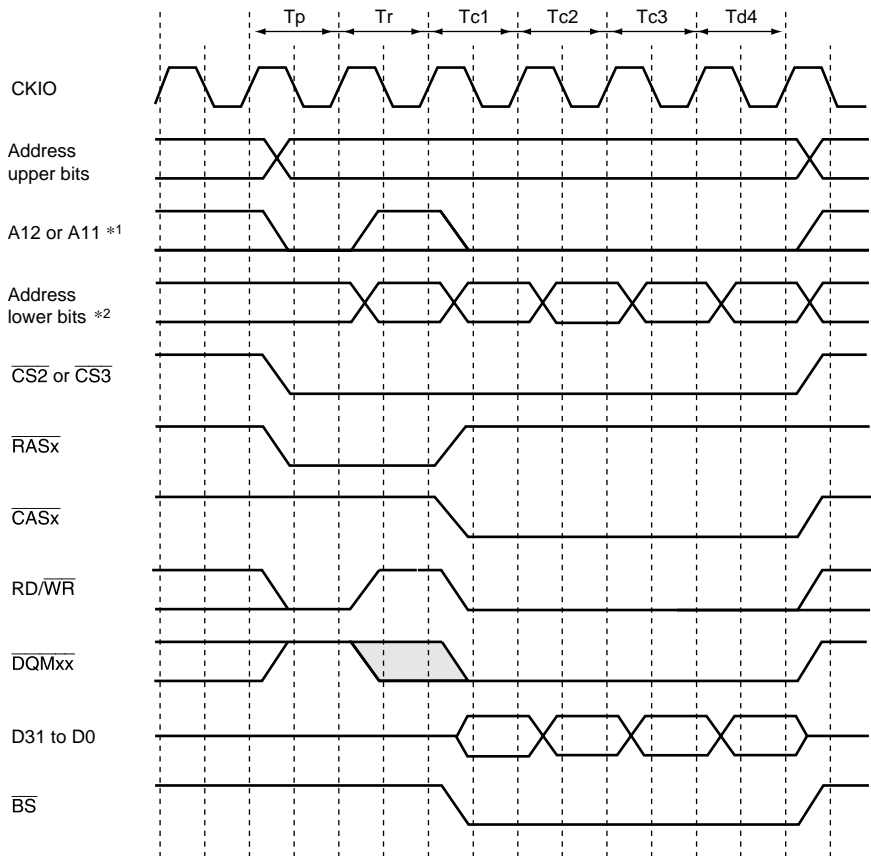 Tp Tr Tc1 Tc2 Tc3 Td4
CKIO
Address
upper bits
A12 or A11 *1
Address
lower bits *2
CS2 or CS3
RASx
CASx
RD/WR
DQMxx
D31 to D0
BS